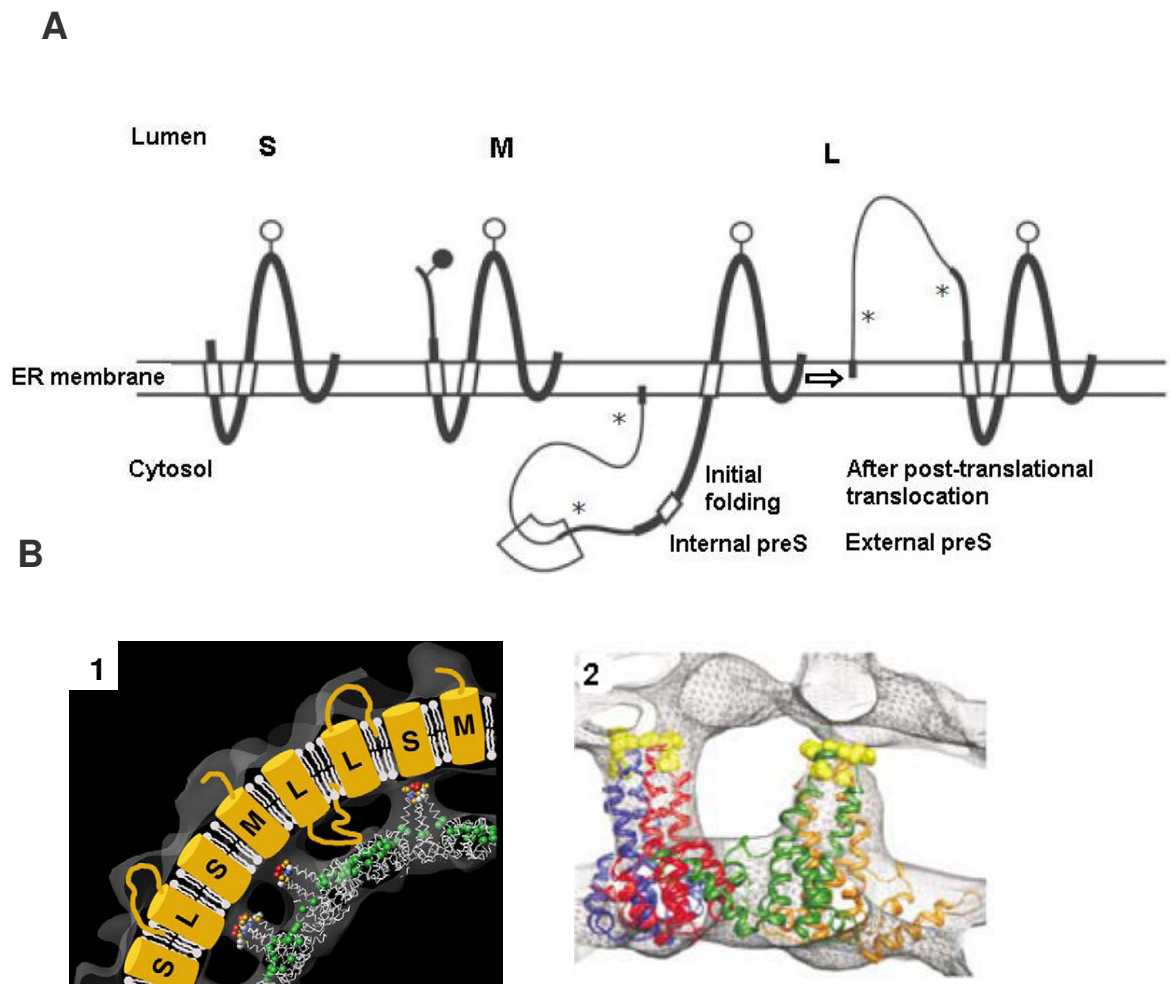 A
Lumen
S
M
L
*
*
ER membrane
*
*
Cytosol
Initial
folding
After post-translational
translocation
Internal preS
External preS
B
1
2
M
S
L
L
M
S
L
S